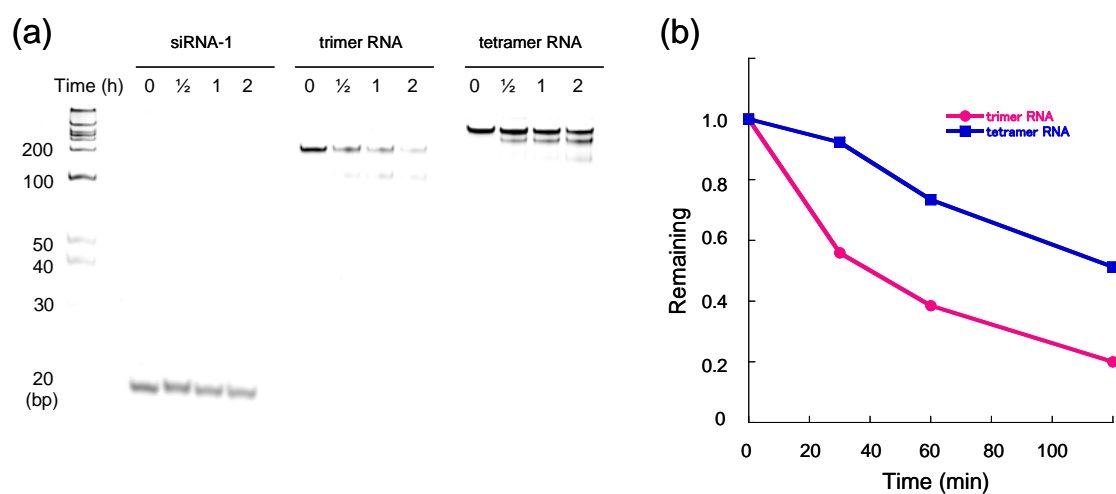 (a)
siRNA-1 trimer RNA tetramer RNA
Time (h) 0 ½ 1 2 0 ½ 1 2 0 ½ 1 2
200
100
50
40
30
20
(bp)
(b)
trimer RNA
tetramer RNA
1.0
0.8
0.6
0.4
0.2
0
Remaining
0 20 40 60 80 100
Time (min)